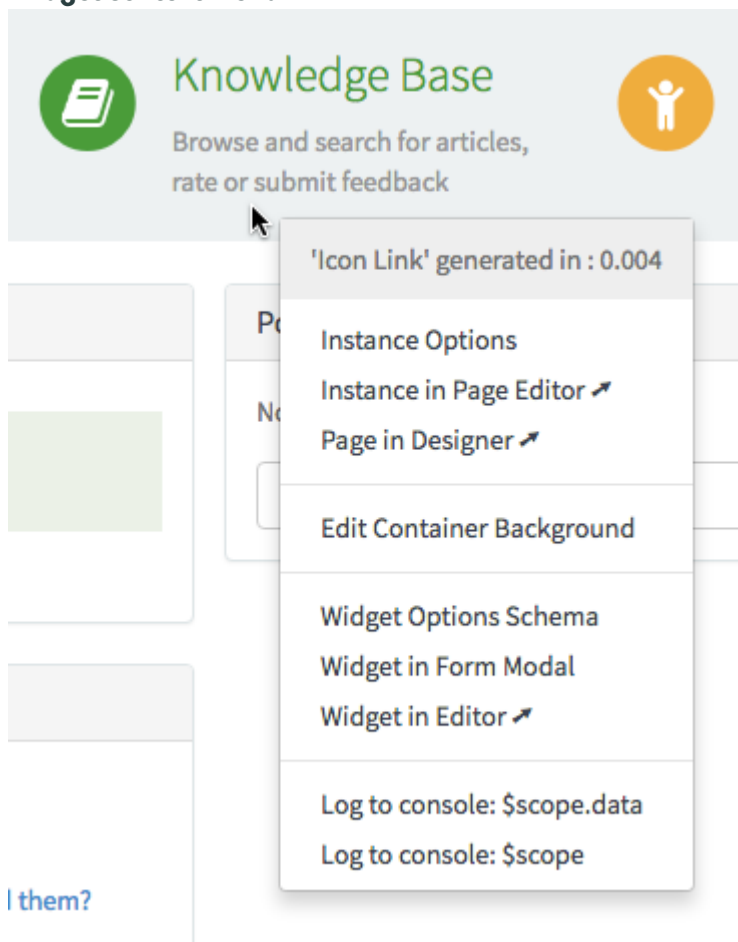 Knowledge Base
Browse and search for articles,
rate or submit feedback
'Icon Link' generated in : 0.004
Instance Options
Instance in Page Editor ➚
Page in Designer ➚
Edit Container Background
Widget Options Schema
Widget in Form Modal
Widget in Editor ➚
Log to console: $scope.data
Log to console: $scope
them?